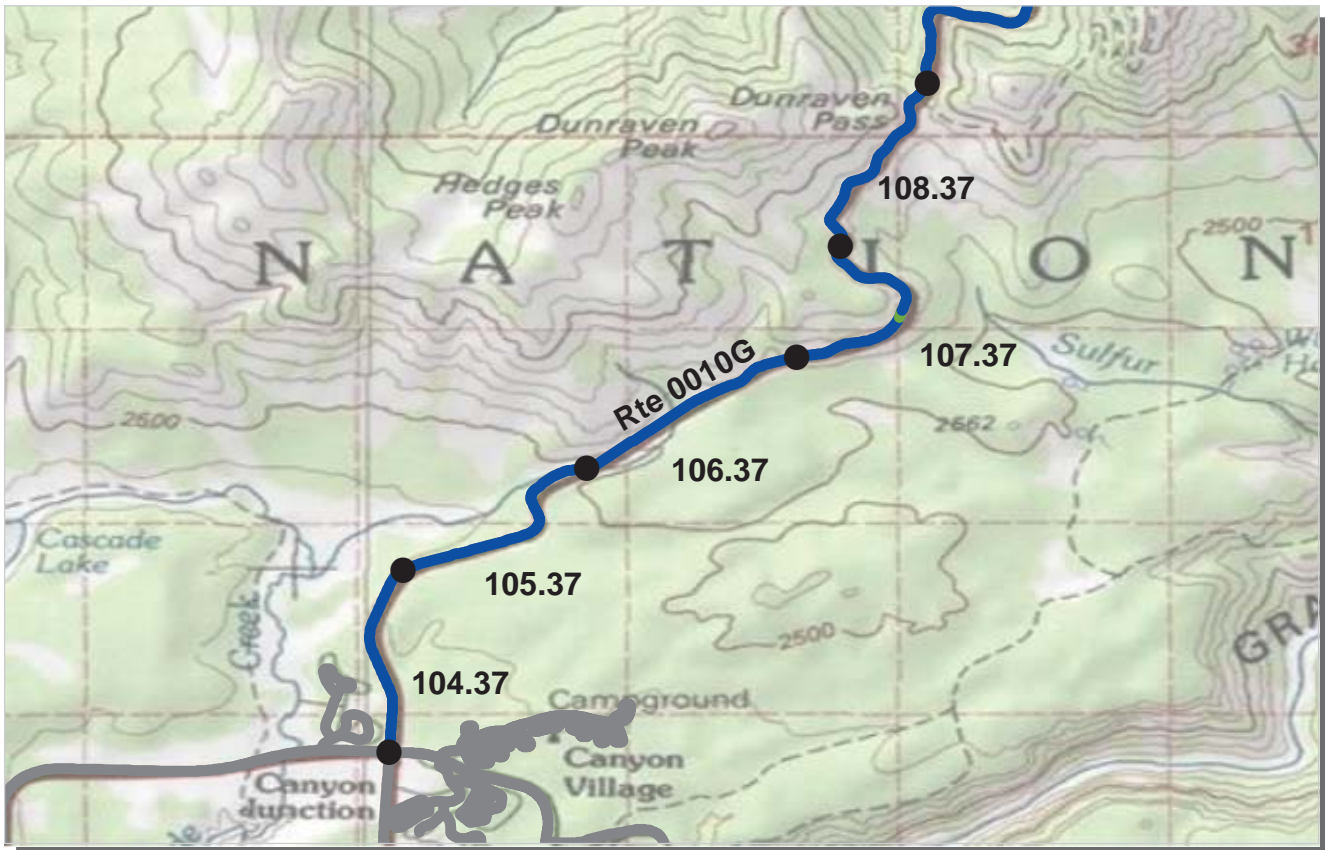 Dunraven
Pass
Dunraven
Peak
Hedges
Peak
108.37
2500
N A T I O N
107.37
Sulfur
Rte 0010G
2500
2662
106.37
Cascade
Lake
105.37
Creek
2500
GRA
104.37
Campground
Canyon
Village
Canyon
Junction